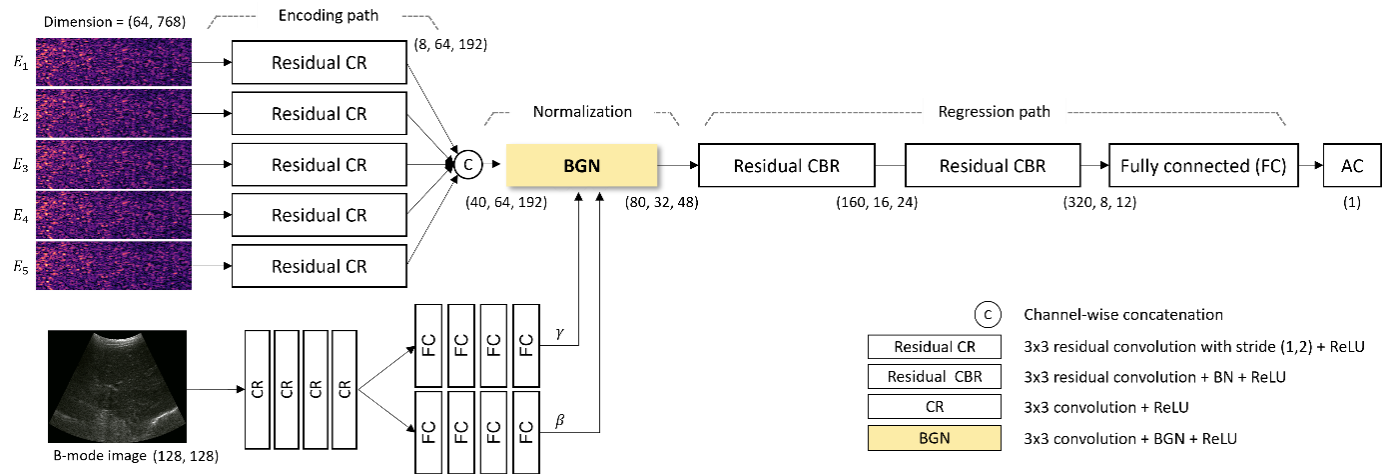 Dimension = (64, 768)
Encoding path
(8, 64, 192)
E₁
Residual CR
E₂
Residual CR
E₃
Residual CR
E₄
Residual CR
E₅
Residual CR
C
Normalization
BGN
(40, 64, 192)
(80, 32, 48)
Regression path
Residual CBR
Residual CBR
Fully connected (FC)
AC
(160, 16, 24)
(320, 8, 12)
(1)
B-mode image (128, 128)
CR
CR
CR
CR
FC
FC
FC
FC
γ
FC
FC
FC
FC
β
C Channel-wise concatenation
Residual CR 3x3 residual convolution with stride (1,2) + ReLU
Residual CBR 3x3 residual convolution + BN + ReLU
CR 3x3 convolution + ReLU
BGN 3x3 convolution + BGN + ReLU